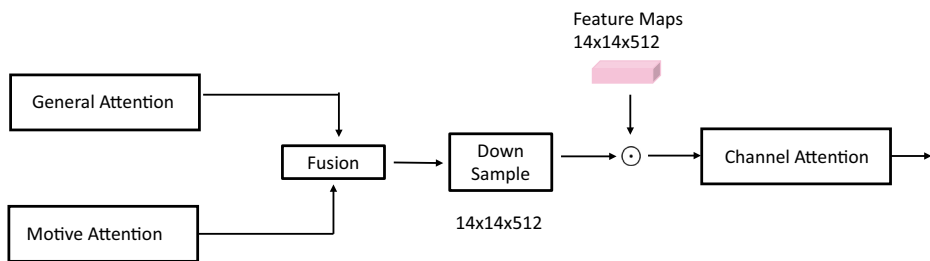 Feature Maps
14x14x512
General Attention
Fusion
Down
Sample
Channel Attention
14x14x512
Motive Attention